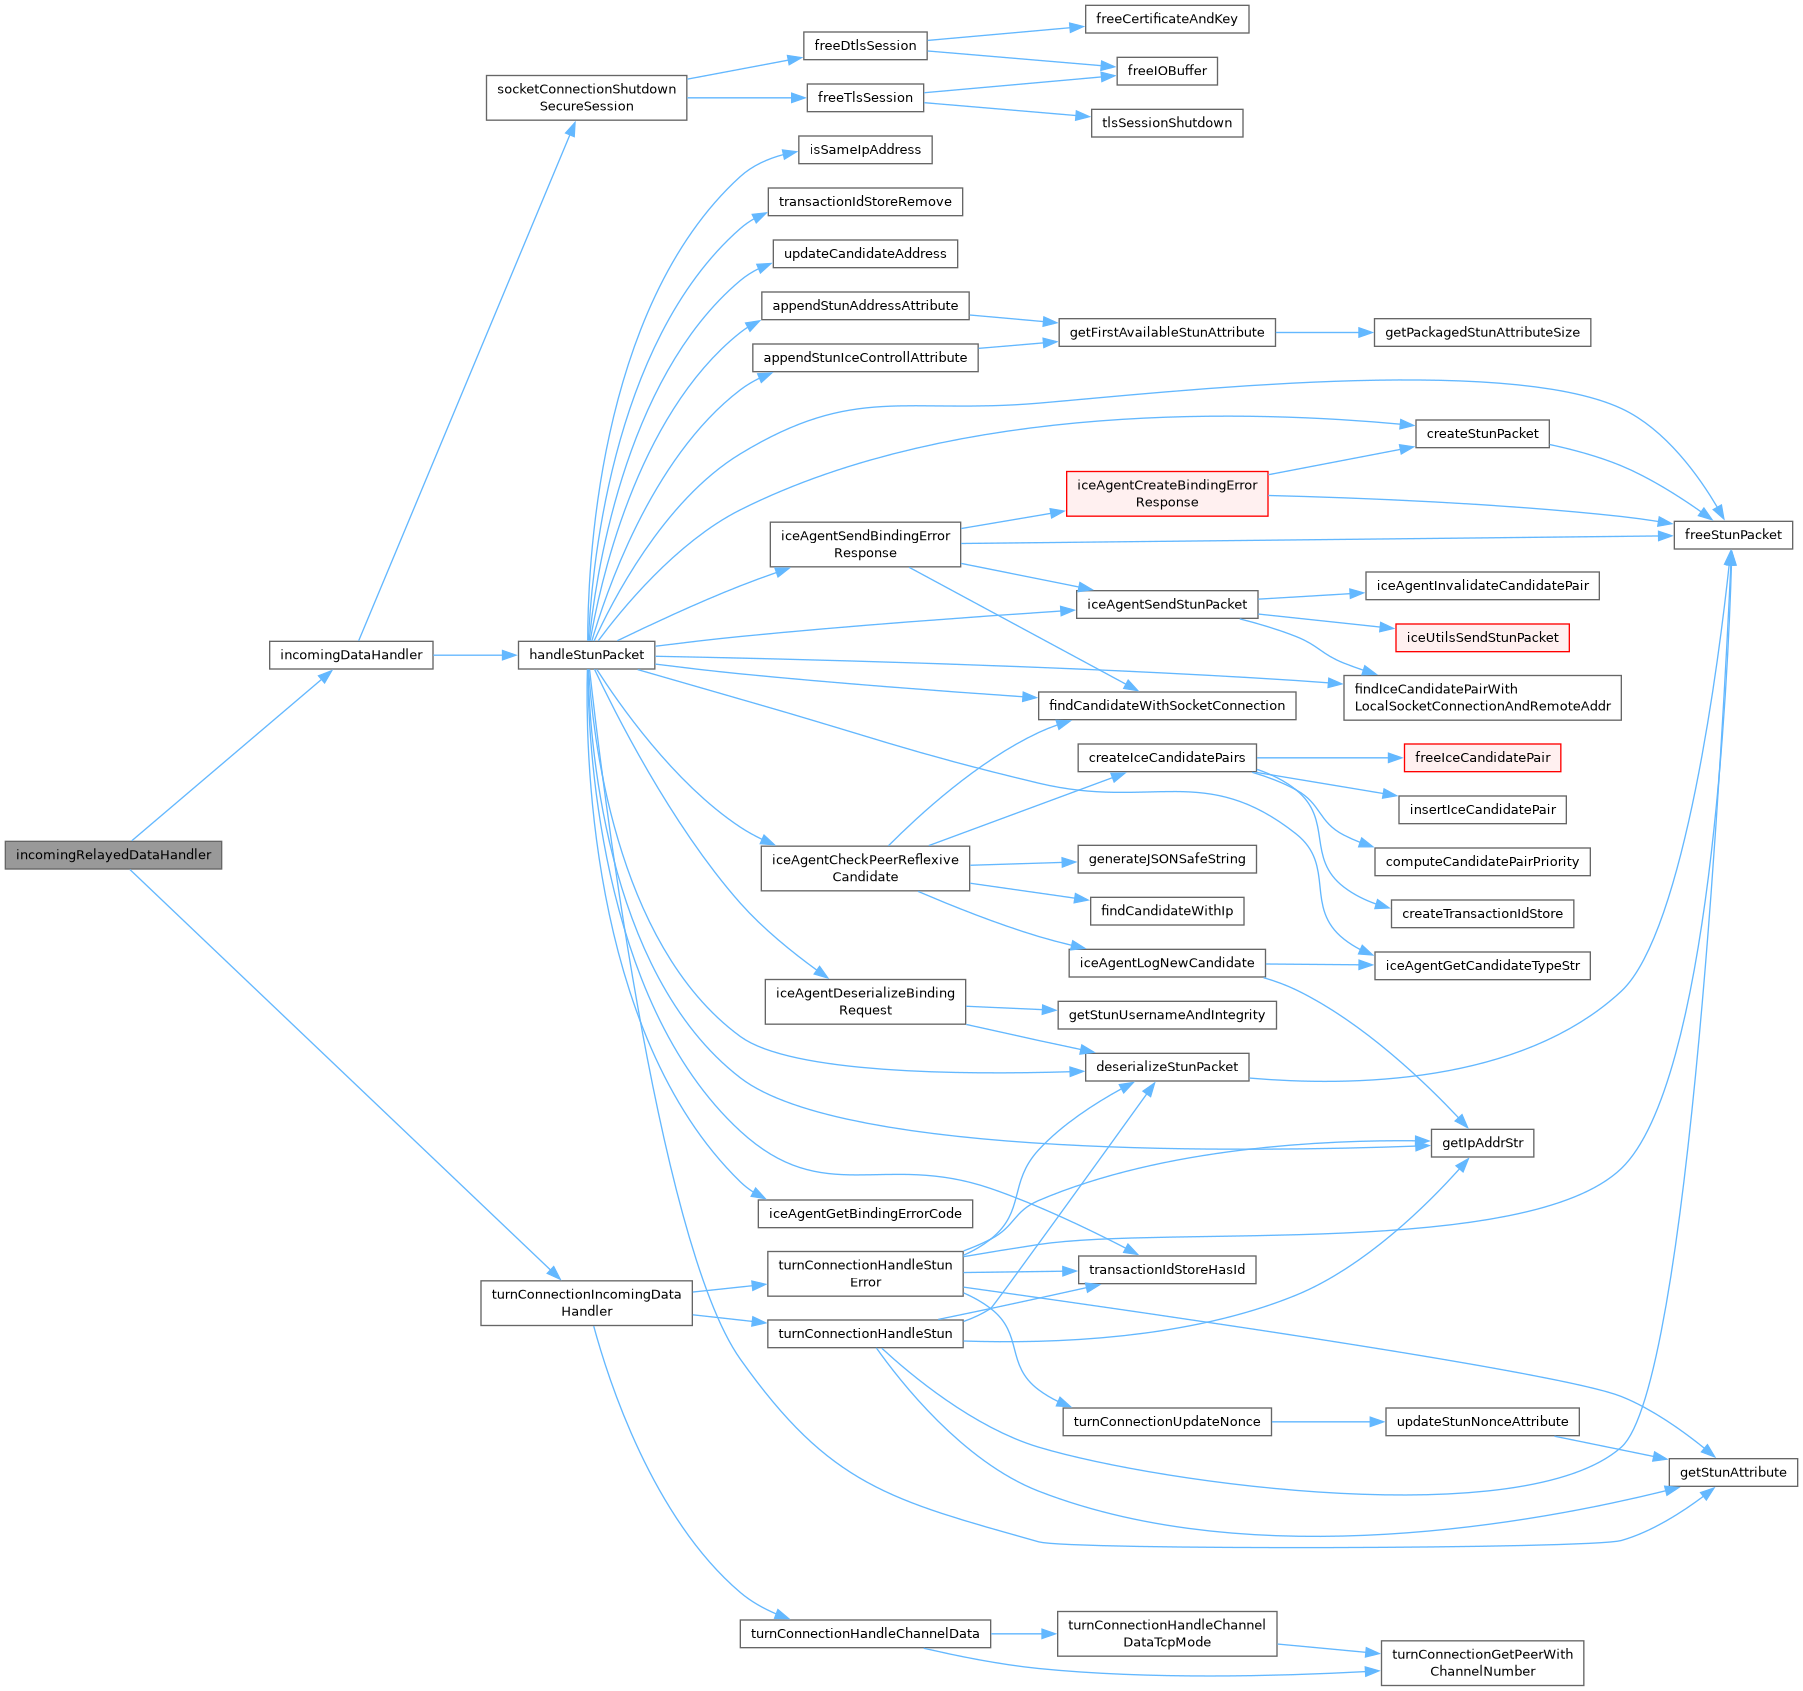 freeCertificateAndKey
freeDtlsSession
freeIOBuffer
socketConnectionShutdown
SecureSession
freeTlsSession
tlsSessionShutdown
isSameIpAddress
transactionIdStoreRemove
updateCandidateAddress
appendStunAddressAttribute
getFirstAvailableStunAttribute
getPackagedStunAttributeSize
appendStunIceControllAttribute
createStunPacket
iceAgentCreateBindingError
Response
iceAgentSendBindingError
Response
freeStunPacket
iceAgentInvalidateCandidatePair
iceAgentSendStunPacket
iceUtilsSendStunPacket
incomingDataHandler
handleStunPacket
findIceCandidatePairWith
LocalSocketConnectionAndRemoteAddr
findCandidateWithSocketConnection
createIceCandidatePairs
freeIceCandidatePair
insertIceCandidatePair
incomingRelayedDataHandler
iceAgentCheckPeerReflexive
Candidate
generateJSONSafeString
computeCandidatePairPriority
findCandidateWithIp
createTransactionIdStore
iceAgentLogNewCandidate
iceAgentGetCandidateTypeStr
iceAgentDeserializeBinding
Request
getStunUsernameAndIntegrity
deserializeStunPacket
getIpAddrStr
iceAgentGetBindingErrorCode
turnConnectionHandleStun
Error
transactionIdStoreHasId
turnConnectionIncomingData
Handler
turnConnectionHandleStun
turnConnectionUpdateNonce
updateStunNonceAttribute
getStunAttribute
turnConnectionHandleChannelData
turnConnectionHandleChannel
DataTcpMode
turnConnectionGetPeerWith
ChannelNumber